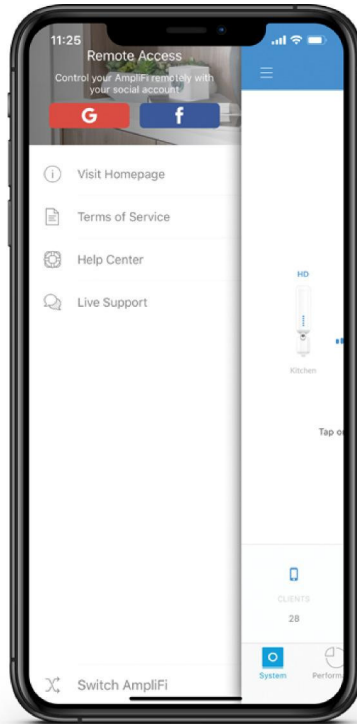 11:25
Remote Access
Control your AmpliFi remotely with
your social account
G f
Visit Homepage
Terms of Service
Help Center
Live Support
Switch AmpliFi
HD
Kitchen
Tap o
CLIENTS
28
System
Perform